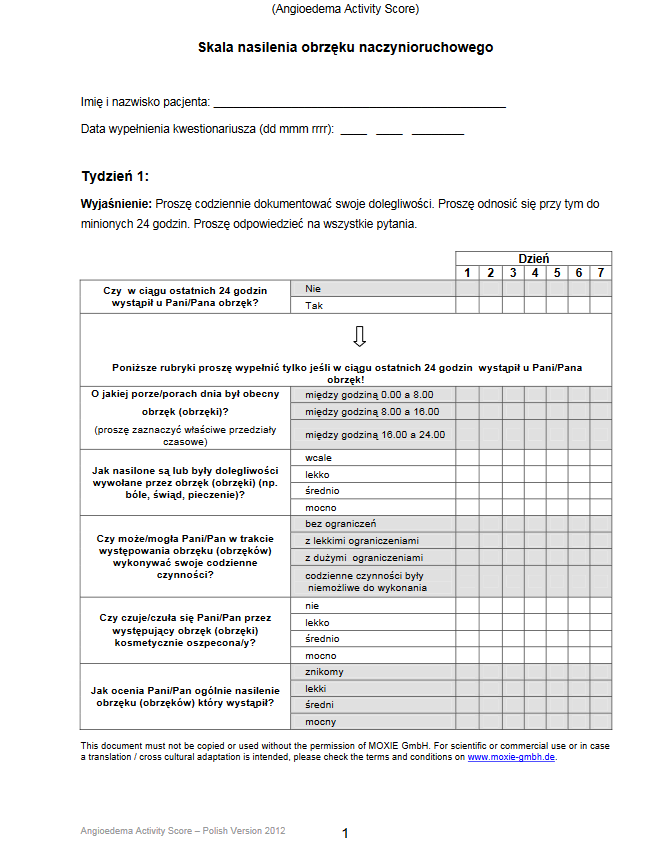 (Angioedema Activity Score)
Skala nasilenia obrzęku naczynioruchowego
Imię i nazwisko pacjenta: ____________________________________________
Data wypełnienia kwestionariusza (dd mmm rrrr): ____ ____ ________
Tydzień 1:
Wyjaśnienie: Proszę codziennie dokumentować swoje dolegliwości. Proszę odnosić się przy tym do
minionych 24 godzin. Proszę odpowiedzieć na wszystkie pytania.
Dzień
1 2 3 4 5 6 7
Czy w ciągu ostatnich 24 godzin
wystąpił u Pani/Pana obrzęk?
Nie
Tak
⇩
Poniższe rubryki proszę wypełnić tylko jeśli w ciągu ostatnich 24 godzin wystąpił u Pani/Pana
obrzęk!
O jakiej porze/porach dnia był obecny
obrzęk (obrzęki)?
(proszę zaznaczyć właściwe przedziały
czasowe)
między godziną 0.00 a 8.00
między godziną 8.00 a 16.00
między godziną 16.00 a 24.00
Jak nasilone są lub były dolegliwości
wywołane przez obrzęk (obrzęki) (np.
bóle, świąd, pieczenie)?
wcale
lekko
średnio
mocno
Czy może/mogła Pani/Pan w trakcie
występowania obrzęku (obrzęków)
wykonywać swoje codzienne
czynności?
bez ograniczeń
z lekkimi ograniczeniami
z dużymi ograniczeniami
codzienne czynności były
niemożliwe do wykonania
Czy czuje/czuła się Pani/Pan przez
występujący obrzęk (obrzęki)
kosmetycznie oszpecona/y?
nie
lekko
średnio
mocno
Jak ocenia Pani/Pan ogólnie nasilenie
obrzęku (obrzęków) który wystąpił?
znikomy
lekki
średni
mocny
This document must not be copied or used without the permission of MOXIE GmbH. For scientific or commercial use or in case
a translation / cross cultural adaptation is intended, please check the terms and conditions on www.moxie-gmbh.de.
Angioedema Activity Score – Polish Version 2012
1